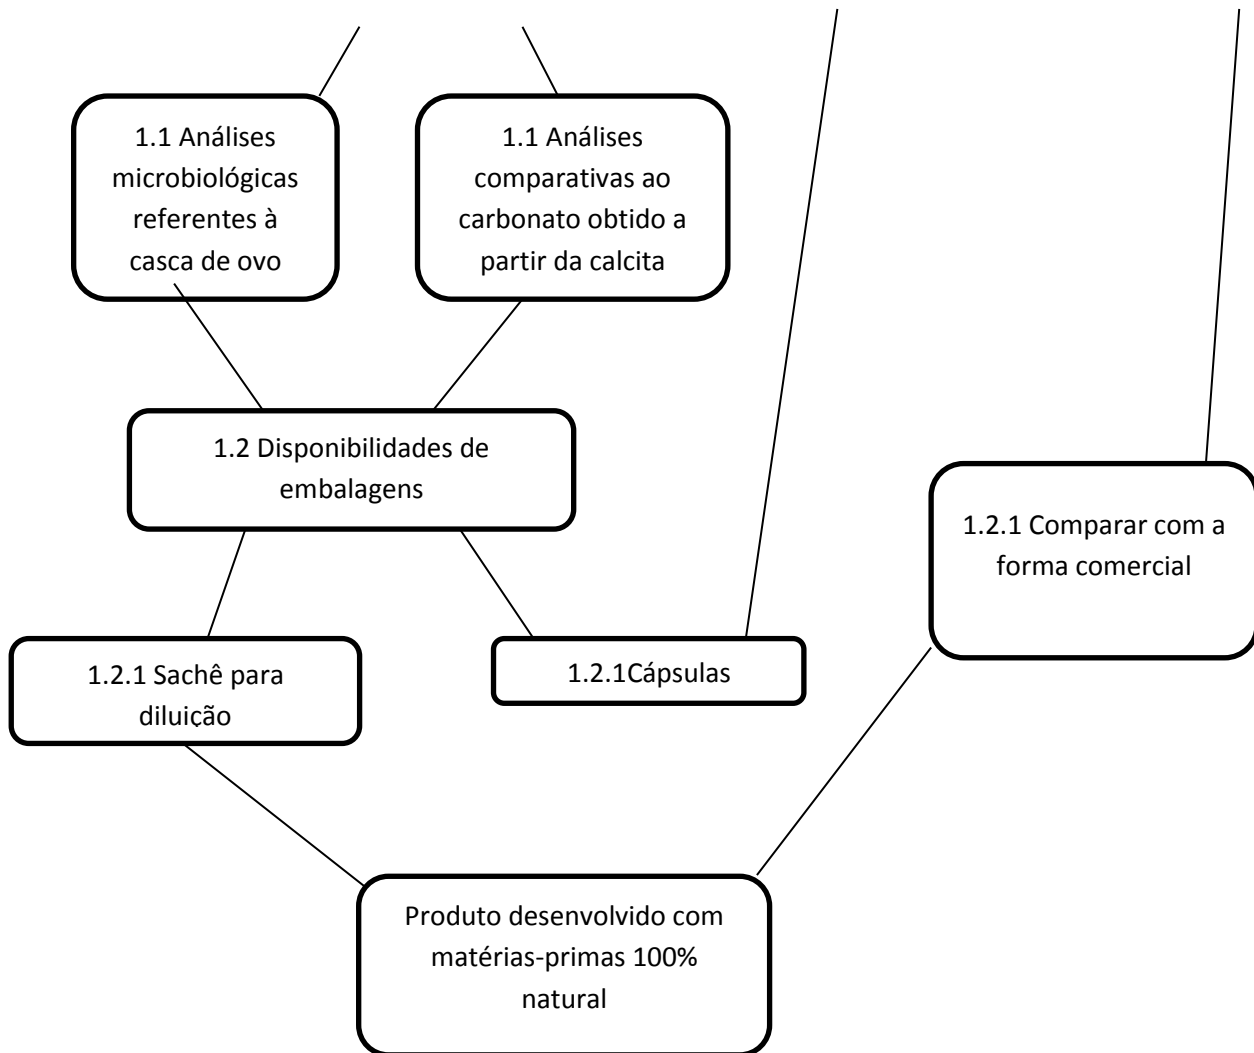 1.1 Análises
microbiológicas
referentes à
casca de ovo
1.1 Análises
comparativas ao
carbonato obtido a
partir da calcita
1.2 Disponibilidades de
embalagens
1.2.1 Comparar com a
forma comercial
1.2.1 Sachê para
diluição
1.2.1Cápsulas
Produto desenvolvido com
matérias-primas 100%
natural